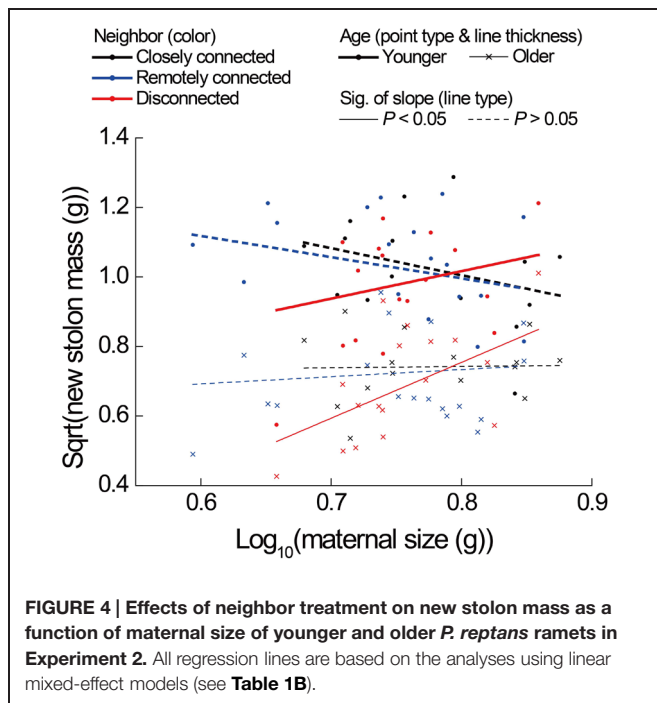 Neighbor (color)
Closely connected
Remotely connected
Disconnected
Age (point type & line thickness)
Younger
Older
Sig. of slope (line type)
P < 0.05
P > 0.05
Sqrt(new stolon mass (g))
1.4
1.2
1.0
0.8
0.6
0.4
0.6
0.7
0.8
0.9
Log10(maternal size (g))
FIGURE 4 | Effects of neighbor treatment on new stolon mass as a
function of maternal size of younger and older P. reptans ramets in
Experiment 2. All regression lines are based on the analyses using linear
mixed-effect models (see Table 1B).